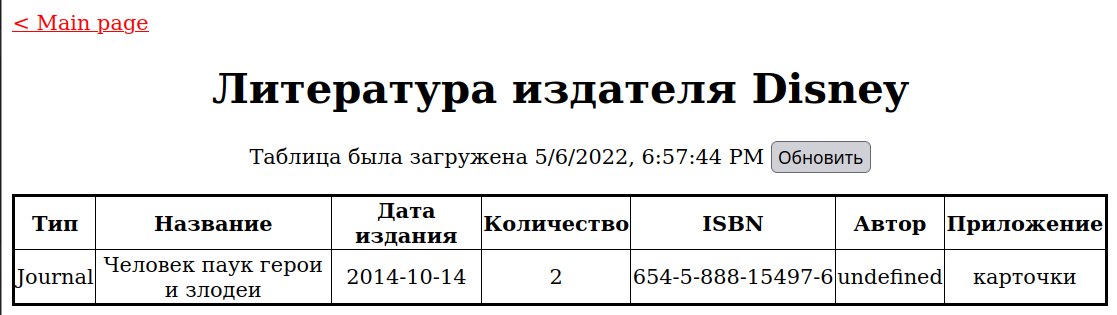 < Main page
Литература издателя Disney
Таблица была загружена 5/6/2022, 6:57:44 PM Обновить
Тип Название Дата издания Количество ISBN Автор Приложение
Journal Человек паук герои и злодеи 2014-10-14 2 654-5-888-15497-6 undefined карточки